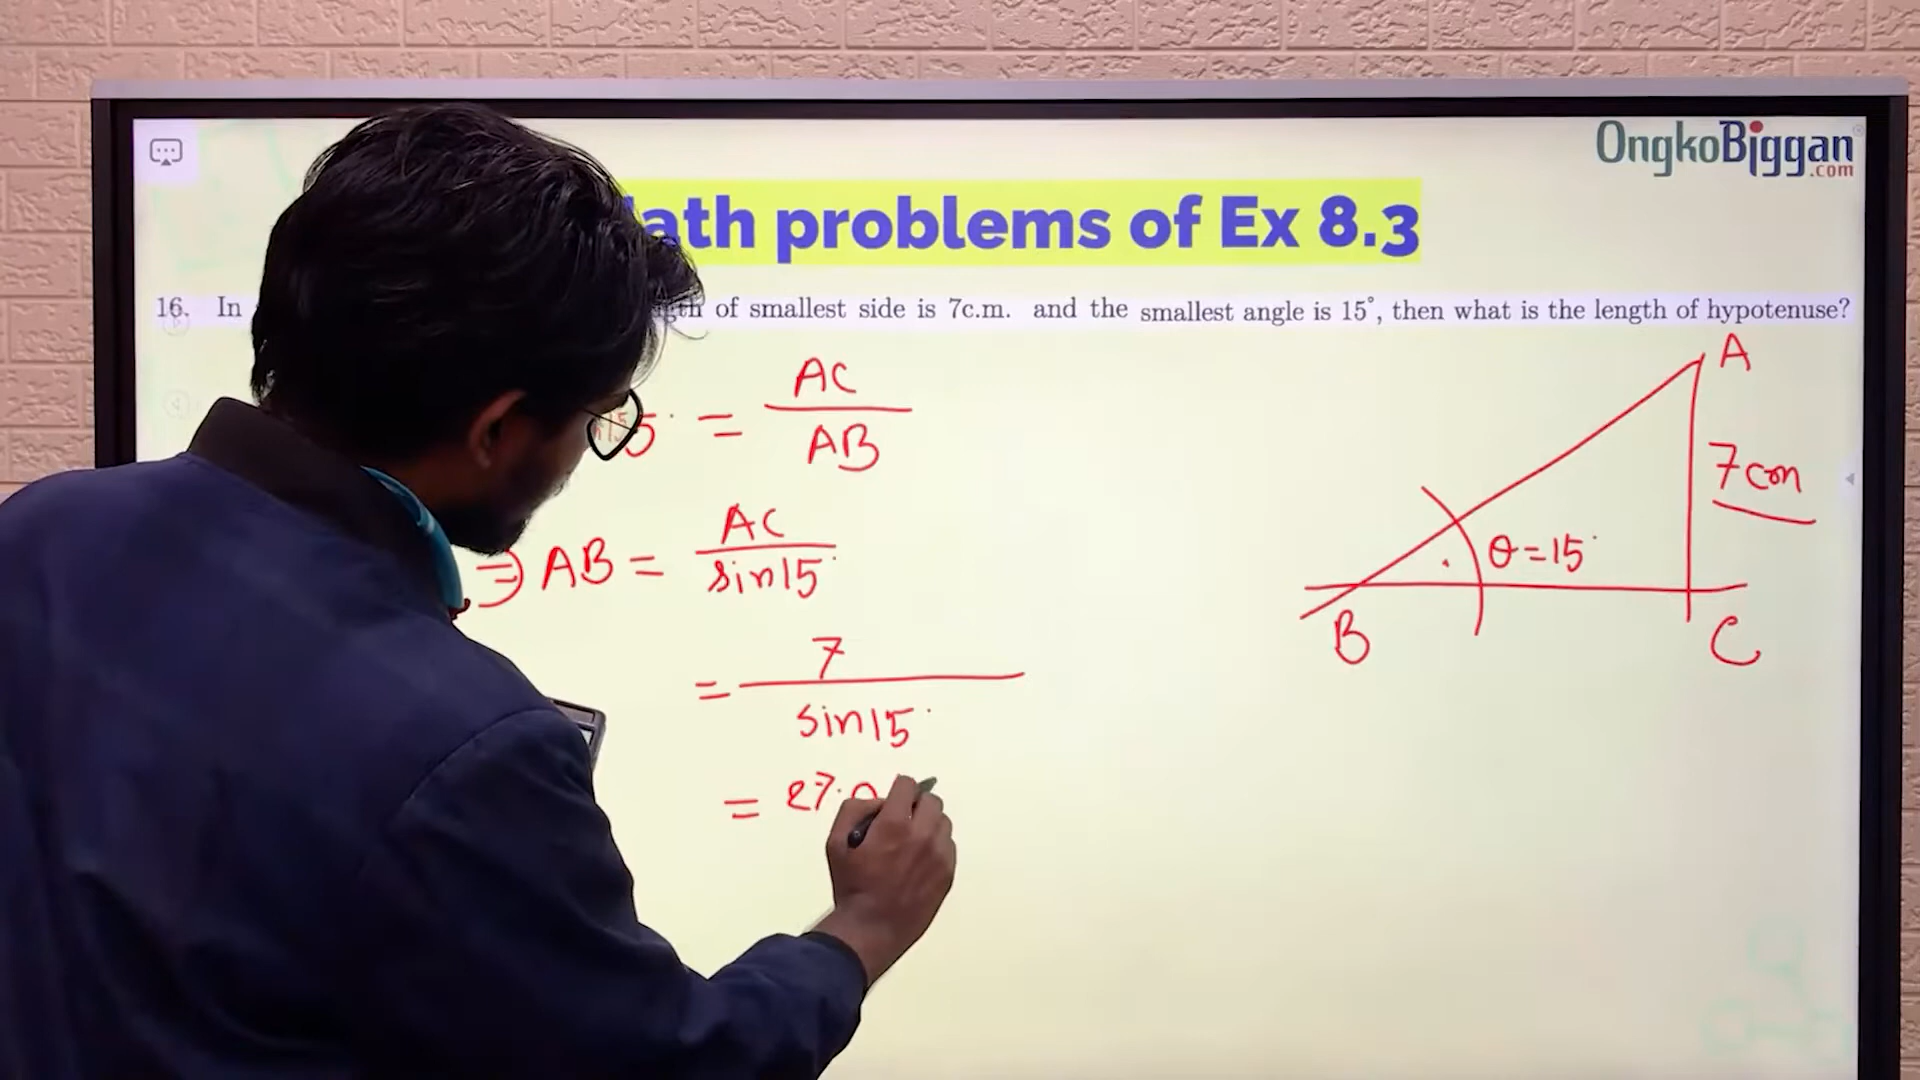 OngkoBiggan
.com
ath problems of Ex 8.3
16. In of smallest side is 7c.m. and the smallest angle is 15°, then what is the length of hypotenuse?
A
AC
5° = 
AB
7cm
⇒ AB = AC
sin15°
θ=15°
B
C
7
=
sin15°
= 27.0